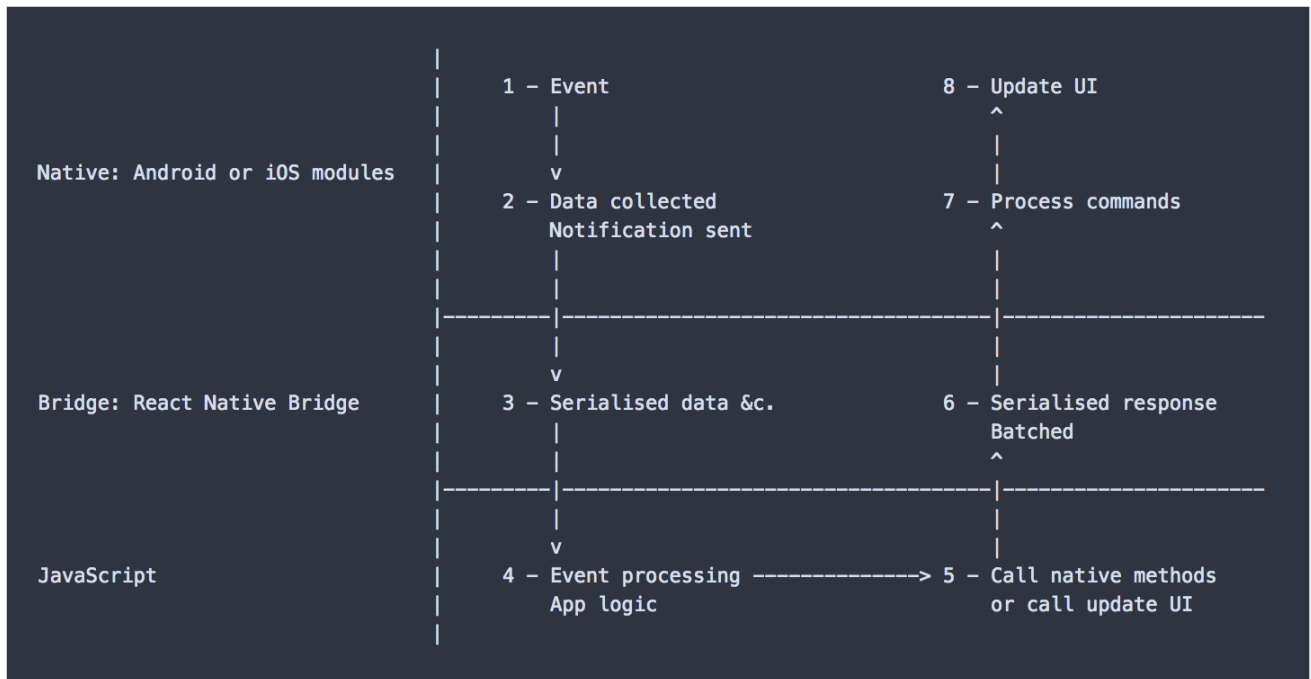 1 – Event 8 – Update UI
Native: Android or iOS modules
2 – Data collected 7 – Process commands
Notification sent
Bridge: React Native Bridge 3 – Serialised data &c. 6 – Serialised response
Batched
JavaScript 4 – Event processing ––––––––––––––> 5 – Call native methods
App logic or call update UI